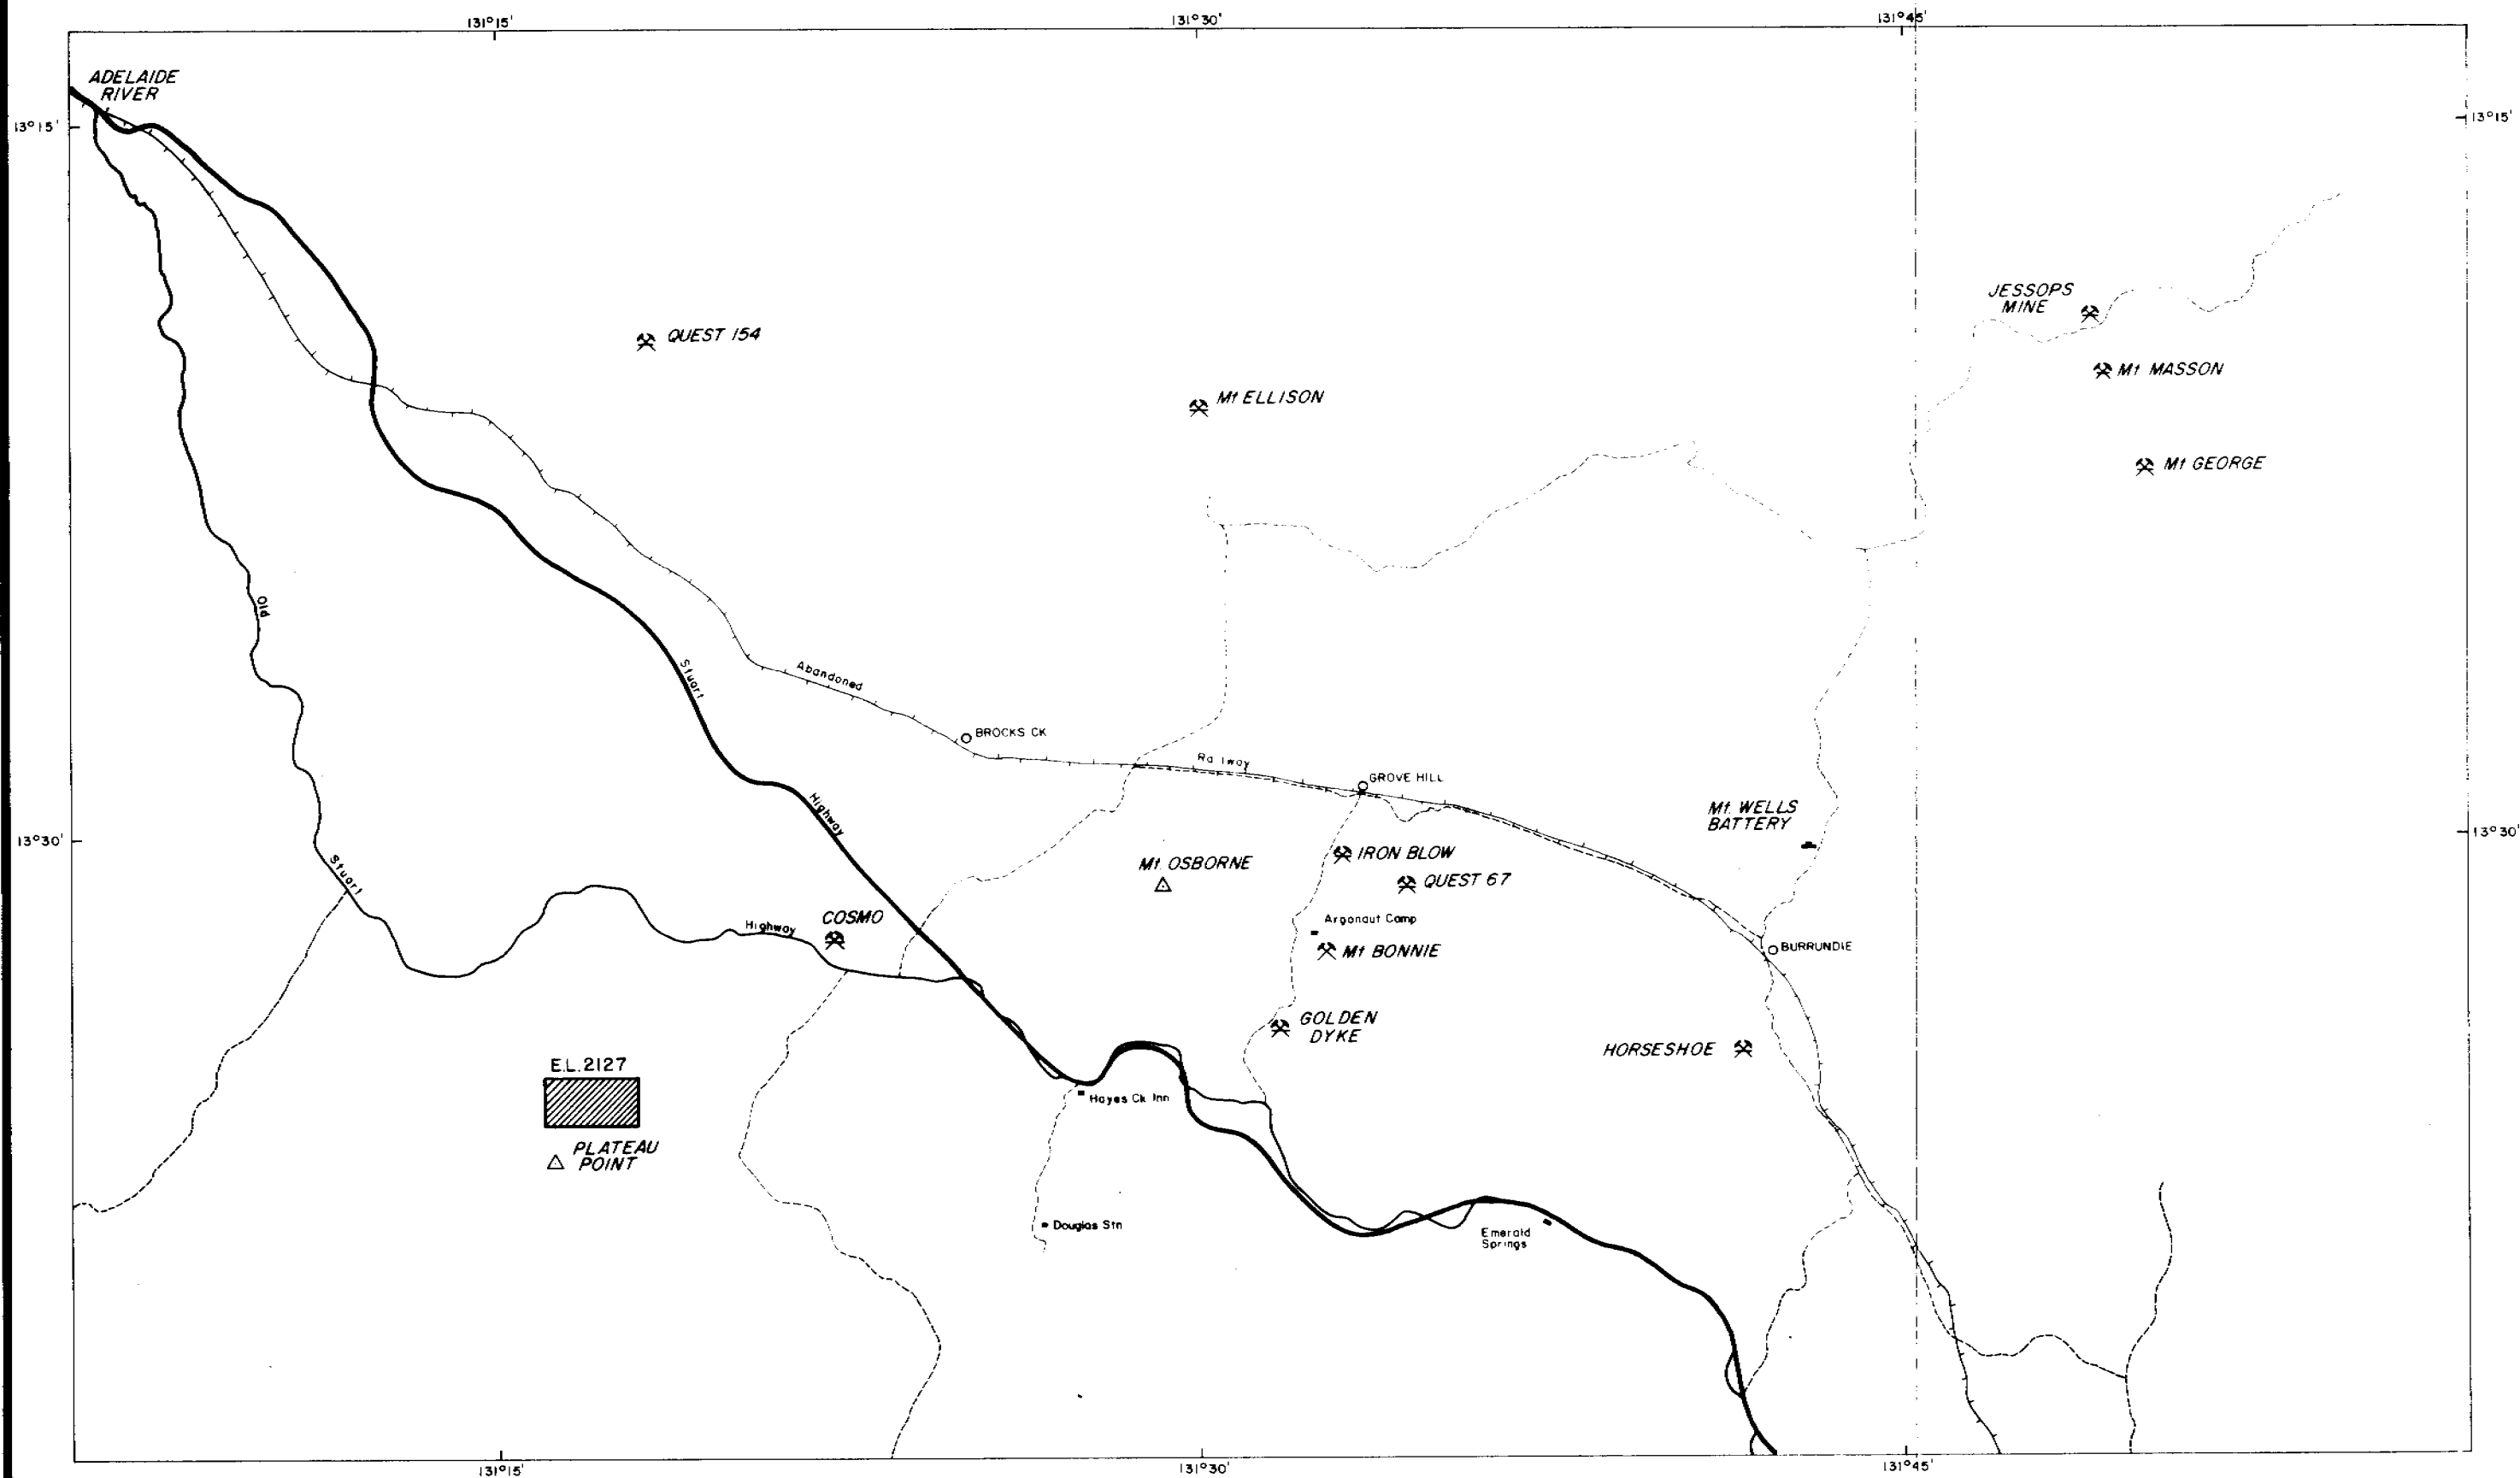 131°15'
131°30'
131°45'
ADELAIDE
RIVER
13°15'
13°15'
JESSOPS
MINE
QUEST 154
Mt MASSON
Mt ELLISON
Mt GEORGE
Old
Stuart
Abandoned
BROCKS CK
Ra lway
GROVE HILL
Highway
Mt. WELLS
BATTERY
13°30'
13°30'
IRON BLOW
Mt. OSBORNE
QUEST 67
Stuart
COSMO
Argonaut Camp
Highway
BURRUNDIE
Mt BONNIE
GOLDEN
DYKE
HORSESHOE
E.L. 2127
Hayes Ck Inn
PLATEAU
POINT
Douglas Stn
Emerald
Springs
131°15'
131°30'
131°45'